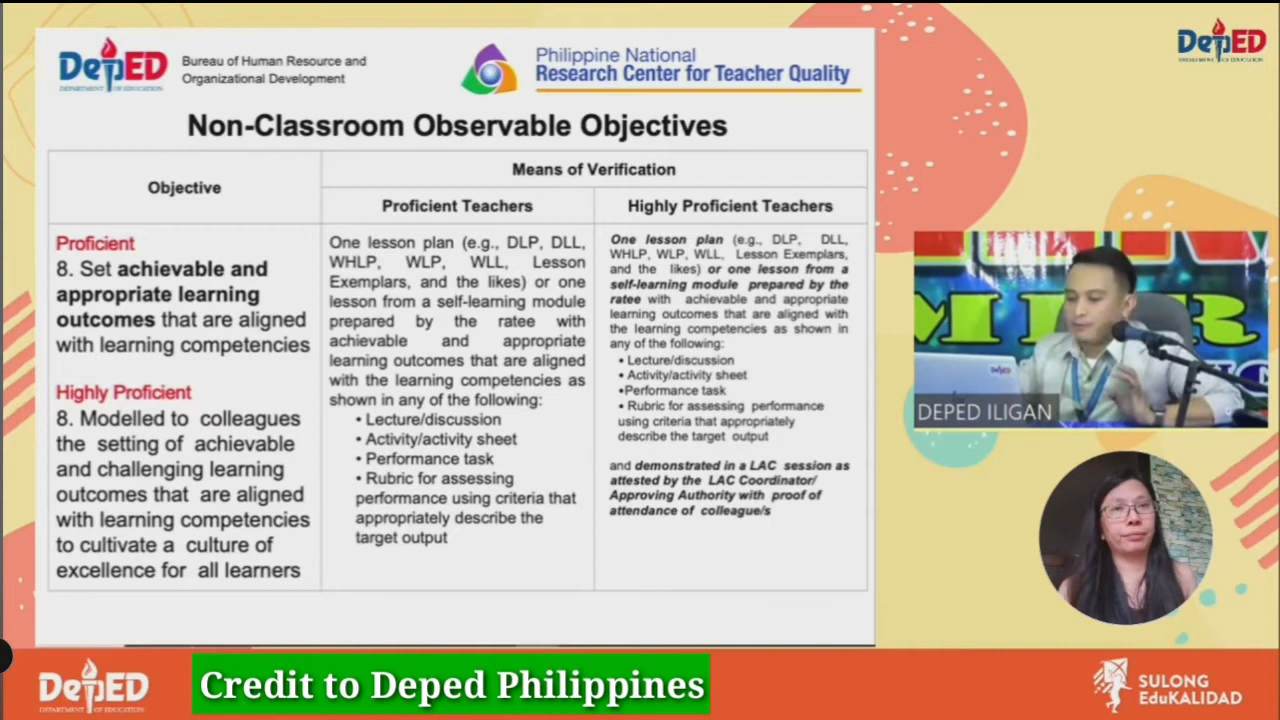 DepED
DEPARTMENT OF EDUCATION
Bureau of Human Resource and
Organizational Development
Philippine National
Research Center for Teacher Quality
DepED
DEPARTMENT OF EDUCATION
Non-Classroom Observable Objectives
Objective
Means of Verification
Proficient Teachers
Highly Proficient Teachers
Proficient
8. Set achievable and
appropriate learning
outcomes that are aligned
with learning competencies
Highly Proficient
8. Modelled to colleagues
the setting of achievable
and challenging learning
outcomes that are aligned
with learning competencies
to cultivate a culture of
excellence for all learners
One lesson plan (e.g., DLP, DLL,
WHLP, WLP, WLL, Lesson
Exemplars, and the likes) or one
lesson from a self-learning module
prepared by the ratee with
achievable and appropriate
learning outcomes that are aligned
with the learning competencies as
shown in any of the following:
• Lecture/discussion
• Activity/activity sheet
• Performance task
• Rubric for assessing
performance using criteria that
appropriately describe the
target output
One lesson plan (e.g., DLP, DLL,
WHLP, WLP, WLL, Lesson Exemplars,
and the likes) or one lesson from a
self-learning module prepared by the
ratee with achievable and appropriate
learning outcomes that are aligned with
the learning competencies as shown in
any of the following:
• Lecture/discussion
• Activity/activity sheet
•Performance task
• Rubric for assessing performance
using criteria that appropriately
describe the target output
and demonstrated in a LAC session as
attested by the LAC Coordinator/
Approving Authority with proof of
attendance of colleague/s
DEPED ILIGAN
DepED
DEPARTMENT OF EDUCATION
Credit to Deped Philippines
SULONG
EduKALIDAD